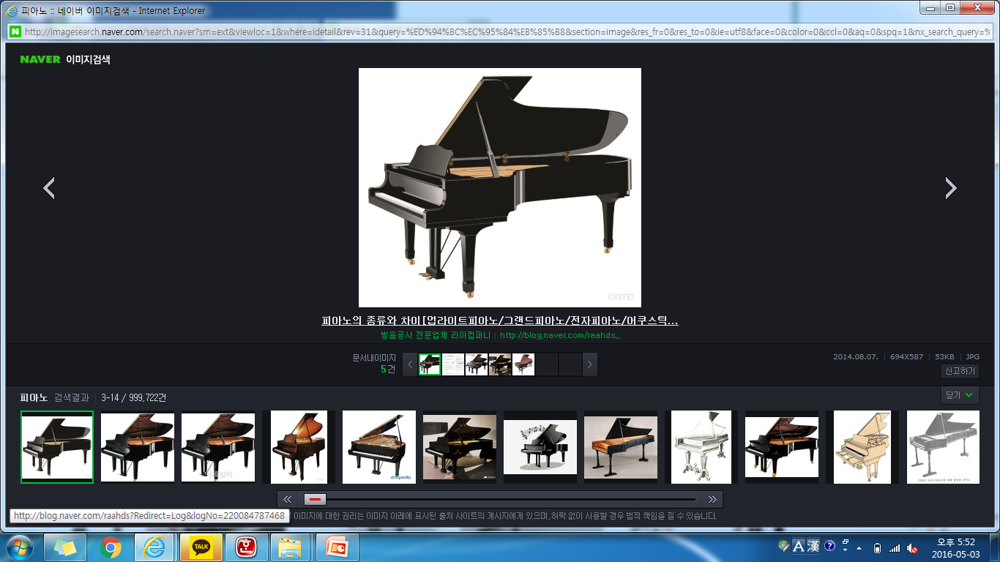 피아노 :: 네이버 이미지검색 - Internet Explorer
http://imagesearch.naver.com/search.naver?sm=ext&viewloc=1&where=idetail&rev=31&query=%ED%94%BC%EC%95%84%EB%85%B8&section=image&res_fr=0&res_to=0&ie=utf8&face=0&color=0&ccl=0&aq=0&spq=1&nx_search_query=%
NAVER 이미지검색
NAVER
피아노의 종류와 차이[업라이트피아노/그랜드피아노/전자피아노/어쿠스틱...
방음공사 전문업체 라아컴퍼니 | http://blog.naver.com/raahds...
문서내이미지
5건
2014.08.07. | 694X587 | 53KB | JPG
신고하기
피아노 검색결과 | 3-14 / 999,722건
닫기
doopedia
http://blog.naver.com/raahds?Redirect=Log&logNo=220084787468
이미지에 대한 권리는 이미지 아래에 표시된 출처 사이트의 게시자에게 있으며, 허락 없이 사용할 경우 법적 책임을 질 수 있습니다.
TALK
A 漢
오후 5:52
2016-05-03